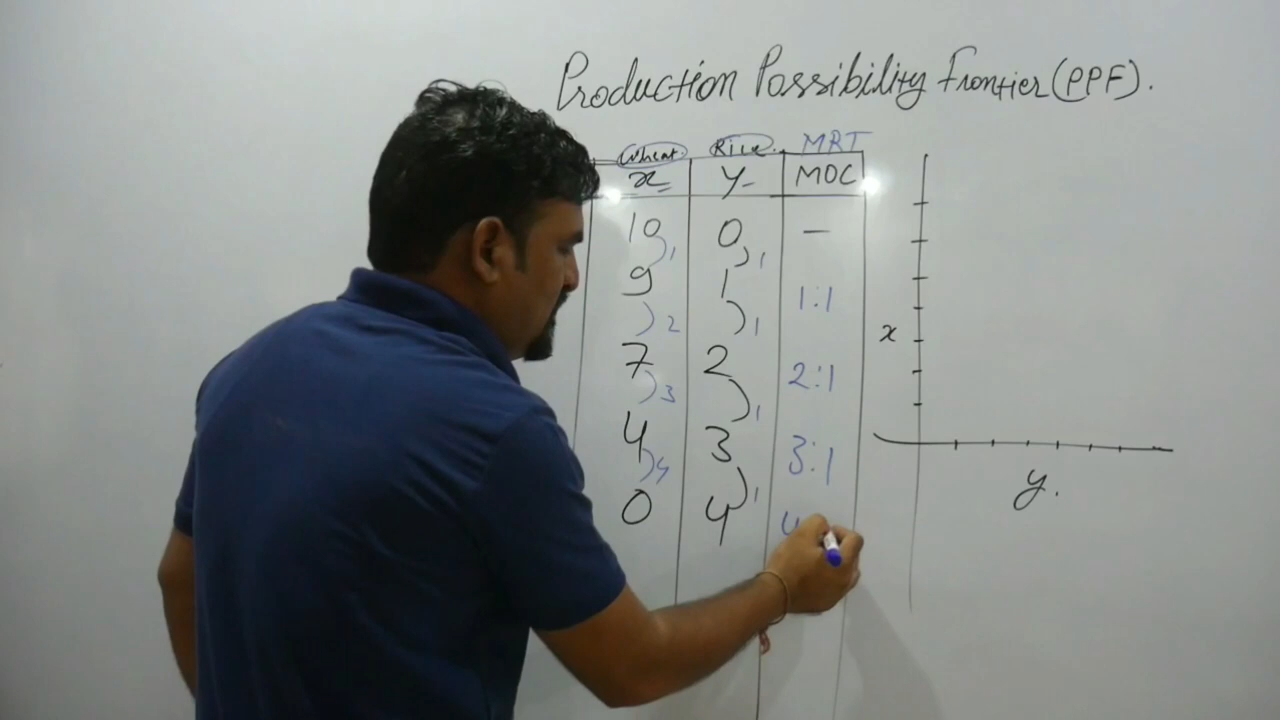 Production Possibility Frontier (PPF).
Wheat. Rice. MRT
x y MOC
10 0 —
1 1
9 1 1:1
2 1
7 2 2:1
3 1
4 3 3:1
4 1
0 4 4
x
y.